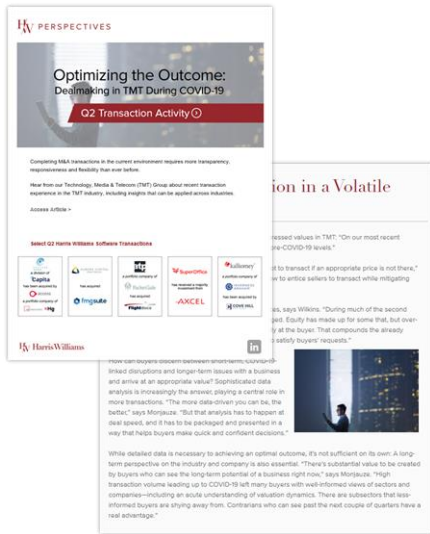 HW PERSPECTIVES
Optimizing the Outcome:
Dealmaking in TMT During COVID-19
Q2 Transaction Activity
Completing M&A transactions in the current environment requires more transparency,
responsiveness and flexibility than ever before.
Hear from our Technology, Media & Telecom (TMT) Group about recent transaction
experience in the TMT industry, including insights that can be applied across industries
Access Article >
Select Q2 Harris Williams Software Transactions
a division of
Capita
has been acquired by
a portfolio company of
Hg
has acquired
fmgsuite
a portfolio company of
has acquired
SuperOffice
has received a majority
investment from
AXCEL
a portfolio company of
has been acquired by
HW Harris Williams
in
ion in a Volatile
ressed values in TMT: "On our most recent
re-COVID-19 levels."
t to transact if an appropriate price is not there,"
w to entice sellers to transact while mitigating
es, says Wilkins. "During much of the second
ged. Equity has made up for some that, but over-
y at the buyer. That compounds the already
o satisfy buyers' requests."
How can buyers discern between short-term, COVID-19-
linked disruptions and longer-term issues with a business
and arrive at an appropriate value? Sophisticated data
analysis is increasingly the answer, playing a central role in
more transactions. "The more data-driven you can be, the
better," says Monjauze. "But that analysis has to happen at
deal speed, and it has to be packaged and presented in a
way that helps buyers make quick and confident decisions."
While detailed data is necessary to achieving an optimal outcome, it's not sufficient on its own: A long-
term perspective on the industry and company is also essential. "There's substantial value to be created
by buyers who can see the long-term potential of a business right now," says Monjauze. "High
transaction volume leading up to COVID-19 left many buyers with well-informed views of sectors and
companies—including an acute understanding of valuation dynamics. There are subsectors that less-
informed buyers are shying away from. Contrarians who can see past the next couple of quarters have a
real advantage."